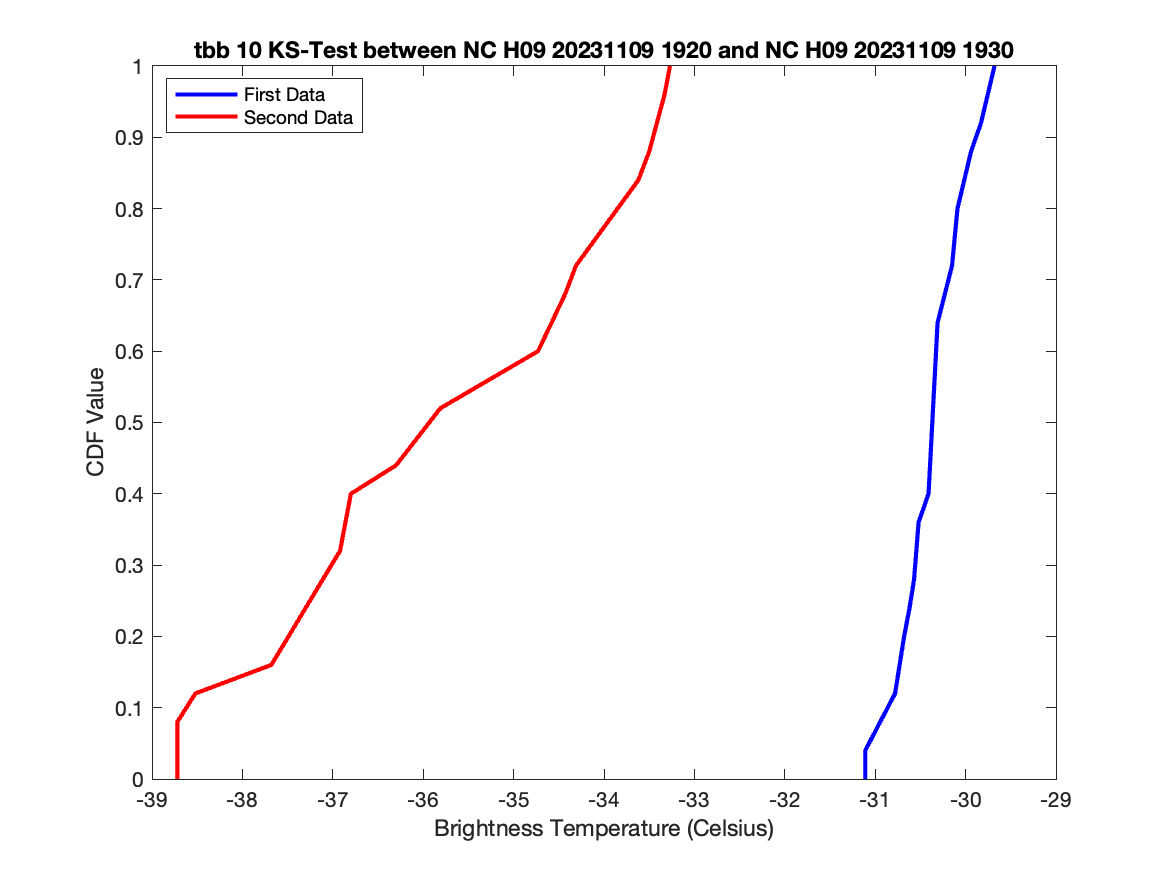 tbb 10 KS-Test between NC H09 20231109 1920 and NC H09 20231109 1930
First Data
Second Data
CDF Value
1
0.9
0.8
0.7
0.6
0.5
0.4
0.3
0.2
0.1
0
-39 -38 -37 -36 -35 -34 -33 -32 -31 -30 -29
Brightness Temperature (Celsius)